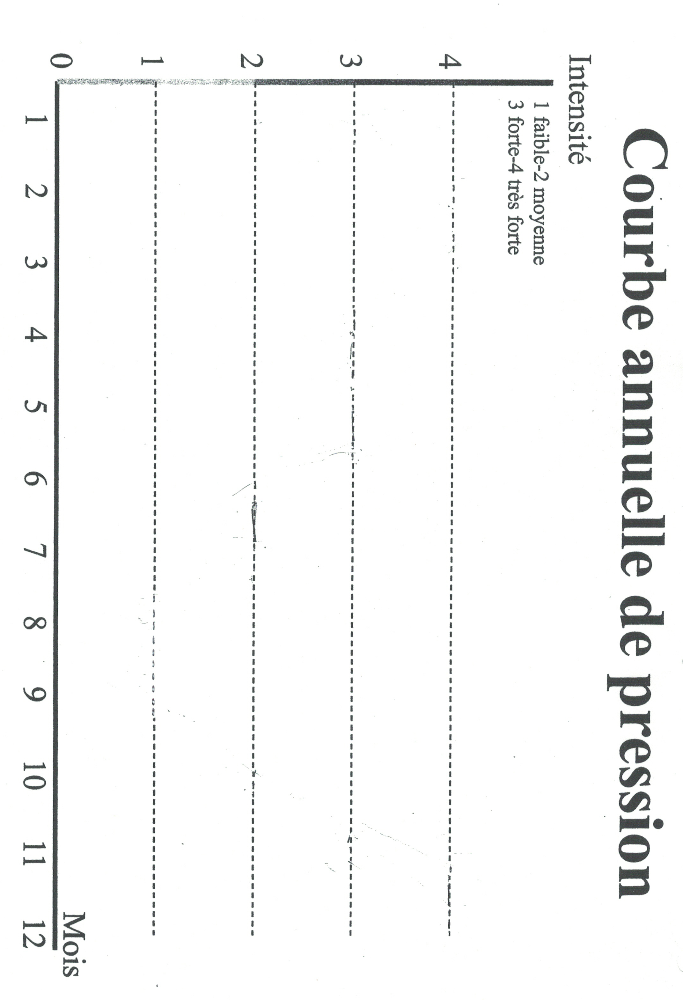 Courbe annuelle de pression
Intensité
1 faible-2 moyenne
3 forte-4 très forte
4
3
2
1
0
Mois
1 2 3 4 5 6 7 8 9 10 11 12